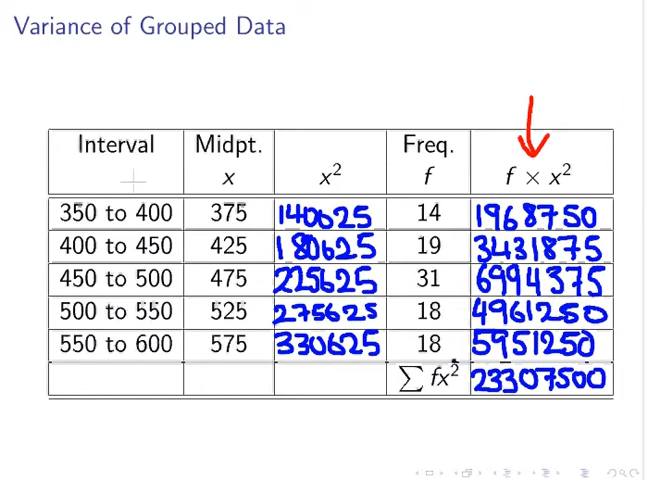 Variance of Grouped Data
Interval Midpt. Freq.
x x² f f × x²
350 to 400 375 140625 14 1968750
400 to 450 425 180625 19 3431875
450 to 500 475 225625 31 6994375
500 to 550 525 275625 18 4961250
550 to 600 575 330625 18 5951250
∑ fx² 23307500